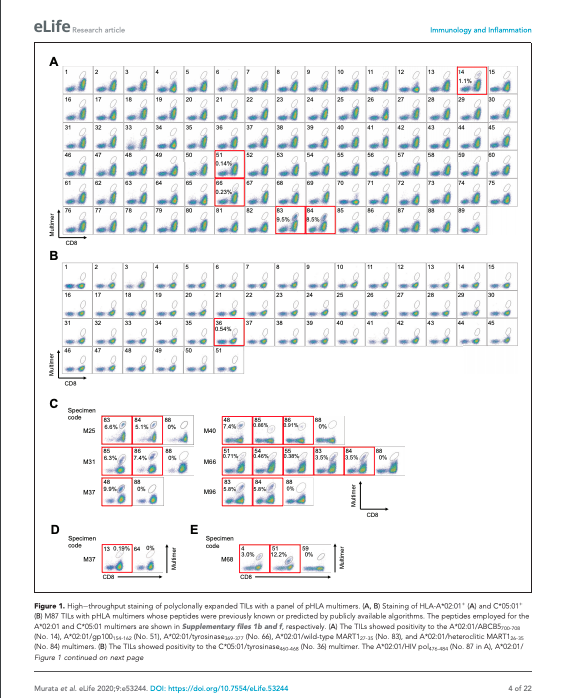 eLife Research article
Immunology and Inflammation
A
1 2 3 4 5 6 7 8 9 10 11 12 13 14 15
1.1%
16 17 18 19 20 21 22 23 24 25 26 27 28 29 30
31 32 33 34 35 36 37 38 39 40 41 42 43 44 45
46 47 48 49 50 51 52 53 54 55 56 57 58 59 60
0.14%
61 62 63 64 65 66 67 68 69 70 71 72 73 74 75
0.23%
76 77 78 79 80 81 82 83 84 85 86 87 88 89
9.5% 8.5%
Multimer
CD8
B
1 2 3 4 5 6 7 8 9 10 11 12 13 14 15
16 17 18 19 20 21 22 23 24 25 26 27 28 29 30
31 32 33 34 35 36 37 38 39 40 41 42 43 44 45
0.54%
46 47 48 49 50 51
Multimer
CD8
C
Specimen code
83 84 88
M25 6.6% 5.1% 0%
85 86 88
M31 6.3% 7.4% 0%
48 88
M37 9.9% 0%
Specimen code
48 85 86 88
M40 7.4% 0.86% 0.91% 0%
51 54 55 83 84 88
M66 0.71% 0.46% 0.38% 3.5% 3.5% 0%
83 84 88
M96 5.8% 5.8% 0%
Multimer
CD8
D
Specimen code
13 0.19% 64 0%
M37
Multimer
CD8
E
Specimen code
4 51 59
M68 3.0% 12.2% 0%
Multimer
CD8
Figure 1. High-throughput staining of polyclonally expanded TILs with a panel of pHLA multimers. (A, B) Staining of HLA-A*02:01⁺ (A) and C*05:01⁺
(B) M87 TILs with pHLA multimers whose peptides were previously known or predicted by publicly available algorithms. The peptides employed for the
A*02:01 and C*05:01 multimers are shown in Supplementary files 1b and f, respectively. (A) The TILs showed positivity to the A*02:01/ABCB5₇₀₀₋₇₀₈
(No. 14), A*02:01/gp100₁₅₄₋₁₆₂ (No. 51), A*02:01/tyrosinase₃₆₉₋₃₇₇ (No. 66), A*02:01/wild-type MART1₂₇₋₃₅ (No. 83), and A*02:01/heteroclitic MART1₂₆₋₃₅
(No. 84) multimers. (B) The TILs showed positivity to the C*05:01/tyrosinase₄₆₀₋₄₆₈ (No. 36) multimer. The A*02:01/HIV pol₄₇₆₋₄₈₄ (No. 87 in A), A*02:01/
Figure 1 continued on next page
Murata et al. eLife 2020;9:e53244. DOI: https://doi.org/10.7554/eLife.53244
4 of 22